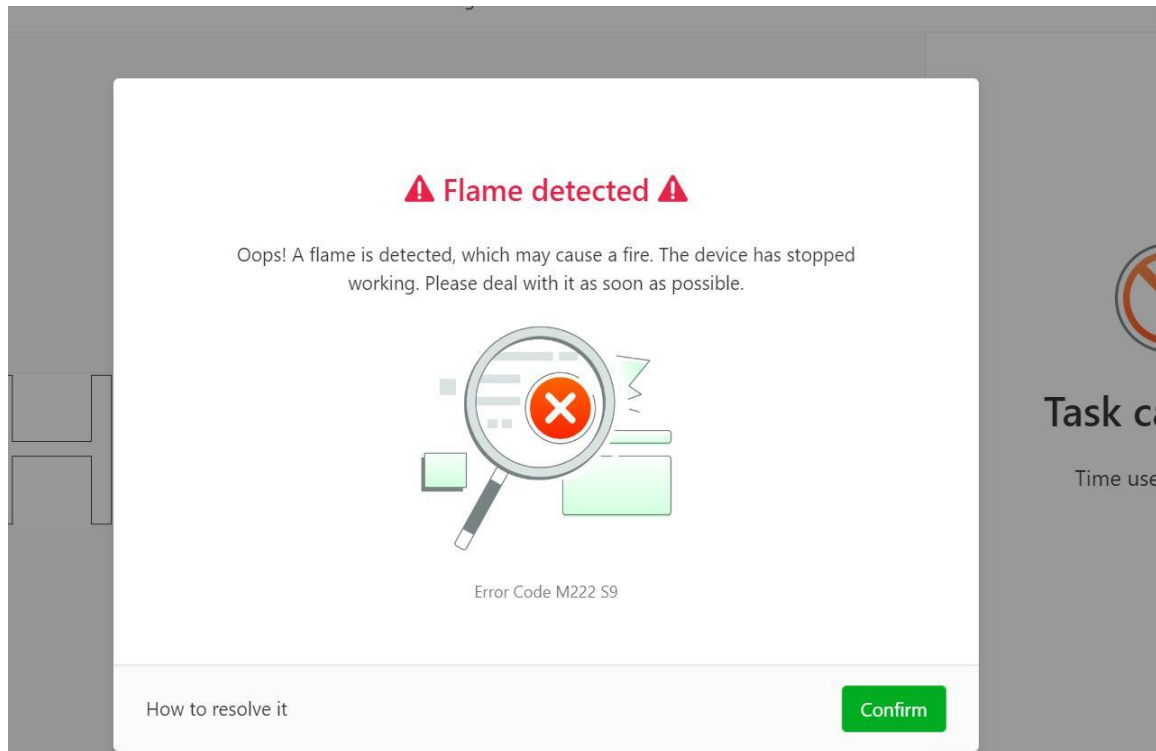 Flame detected
Oops! A flame is detected, which may cause a fire. The device has stopped
working. Please deal with it as soon as possible.
Error Code M222 S9
How to resolve it
Confirm
Task
Time